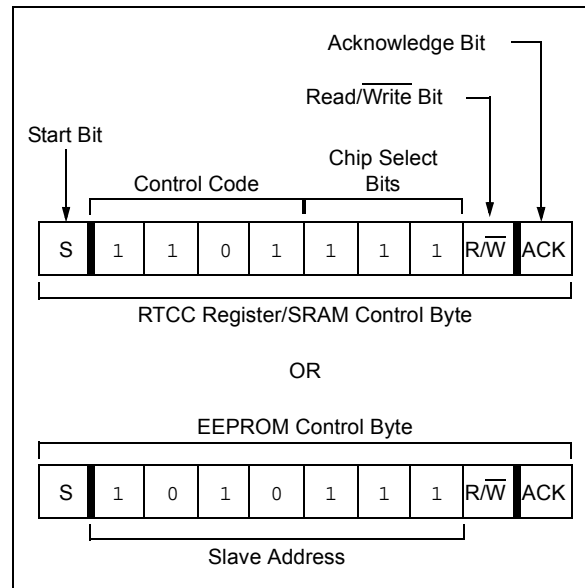 Acknowledge Bit
Read/Write Bit
Start Bit
Chip Select
Control Code Bits
S 1 1 0 1 1 1 1 R/W ACK
RTCC Register/SRAM Control Byte
OR
EEPROM Control Byte
S 1 0 1 0 1 1 1 R/W ACK
Slave Address